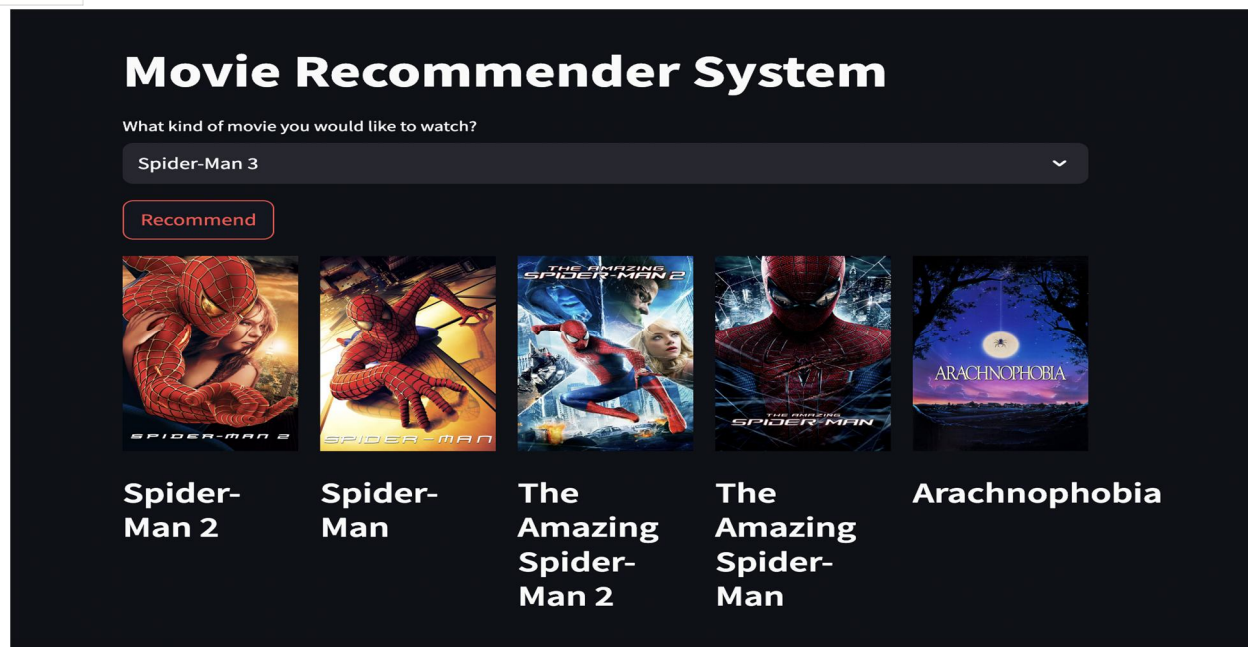 Movie Recommender System
What kind of movie you would like to watch?
Spider-Man 3
Recommend
SPIDER-MAN 2
SPIDER-MAN
THE AMAZING
SPIDER-MAN 2
THE AMAZING
SPIDER-MAN
ARACHNOPHOBIA
Spider-
Man 2
Spider-
Man
The
Amazing
Spider-
Man 2
The
Amazing
Spider-
Man
Arachnophobia